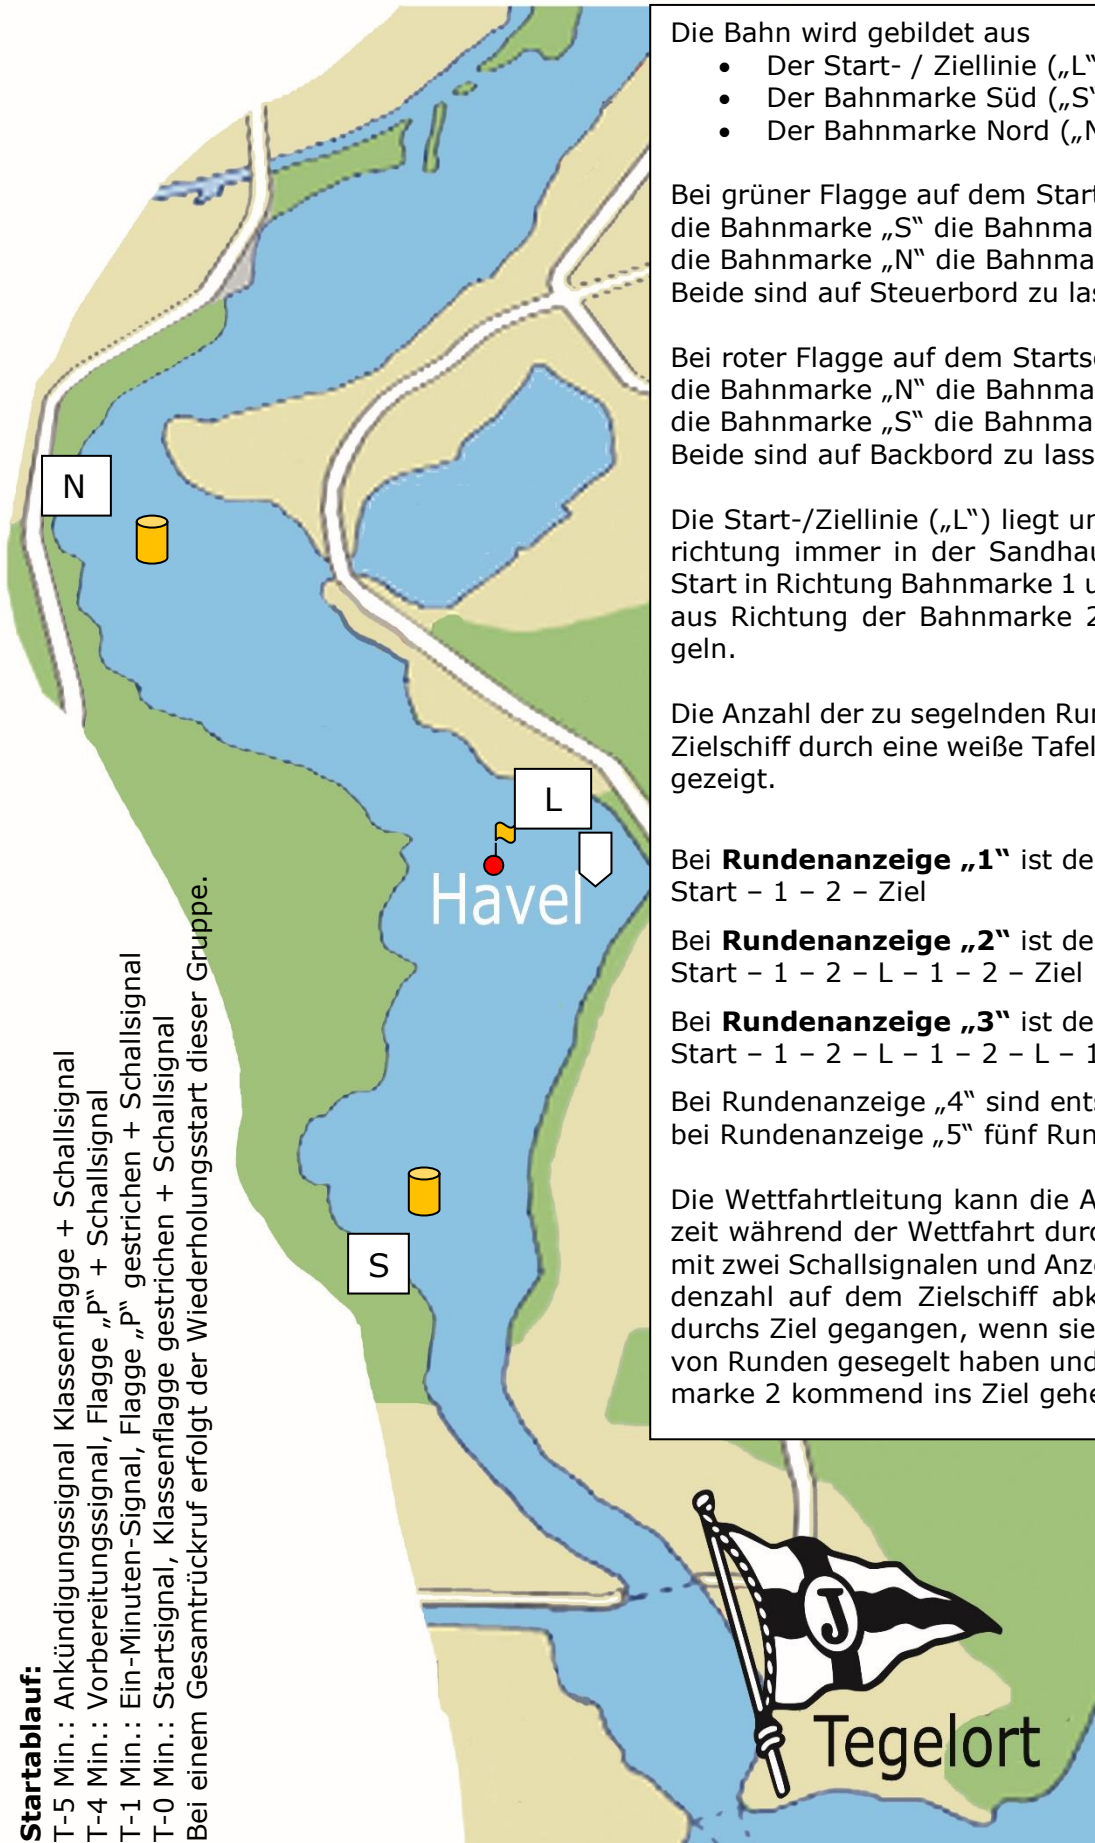 Die Bahn wird gebildet aus
• Der Start- / Ziellinie („L“
• Der Bahnmarke Süd („S“
• Der Bahnmarke Nord („N
Bei grüner Flagge auf dem Start
die Bahnmarke „S“ die Bahnma
die Bahnmarke „N“ die Bahnma
Beide sind auf Steuerbord zu las
Bei roter Flagge auf dem Startsc
die Bahnmarke „N“ die Bahnma
die Bahnmarke „S“ die Bahnma
Beide sind auf Backbord zu lass
Die Start-/Ziellinie („L“) liegt un
richtung immer in der Sandhau
Start in Richtung Bahnmarke 1 u
aus Richtung der Bahnmarke 2
geln.
Die Anzahl der zu segelnden Run
Zielschiff durch eine weiße Tafel
gezeigt.
Bei Rundenanzeige „1“ ist de
Start – 1 – 2 – Ziel
Bei Rundenanzeige „2“ ist de
Start – 1 – 2 – L – 1 – 2 – Ziel
Bei Rundenanzeige „3“ ist de
Start – 1 – 2 – L – 1 – 2 – L – 1
Bei Rundenanzeige „4“ sind ents
bei Rundenanzeige „5“ fünf Run
Die Wettfahrtleitung kann die A
zeit während der Wettfahrt durc
mit zwei Schallsignalen und Anze
denzahl auf dem Zielschiff abk
durchs Ziel gegangen, wenn sie
von Runden gesegelt haben und
marke 2 kommend ins Ziel gehe
N
L
Havel
S
J
Tegelort
Startablauf:
T-5 Min.: Ankündigungssignal Klassenflagge + Schallsignal
T-4 Min.: Vorbereitungssignal, Flagge „P“ + Schallsignal
T-1 Min.: Ein-Minuten-Signal, Flagge „P“ gestrichen + Schallsignal
T-0 Min.: Startsignal, Klassenflagge gestrichen + Schallsignal
Bei einem Gesamtrückruf erfolgt der Wiederholungsstart dieser Gruppe.